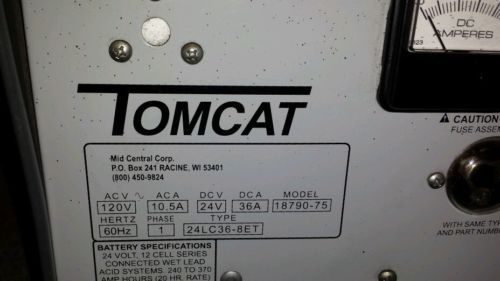 DC
AMPERES
TOMCAT
CAUTION
FUSE ASSEM
Mid Central Corp.
P.O. Box 241 RACINE, WI 53401
(800) 450-9824
AC V ∿ AC A DC V DC A MODEL
120V 10.5A 24V 36A 18790-75
HERTZ PHASE TYPE
60Hz 1 24LC36-8ET
WITH SAME TYP
AND PART NUMB
BATTERY SPECIFICATIONS
24 VOLT, 12 CELL SERIES
CONNECTED WET LEAD
ACID SYSTEMS. 240 TO 370
AMP HOURS (20 HR. RATE)